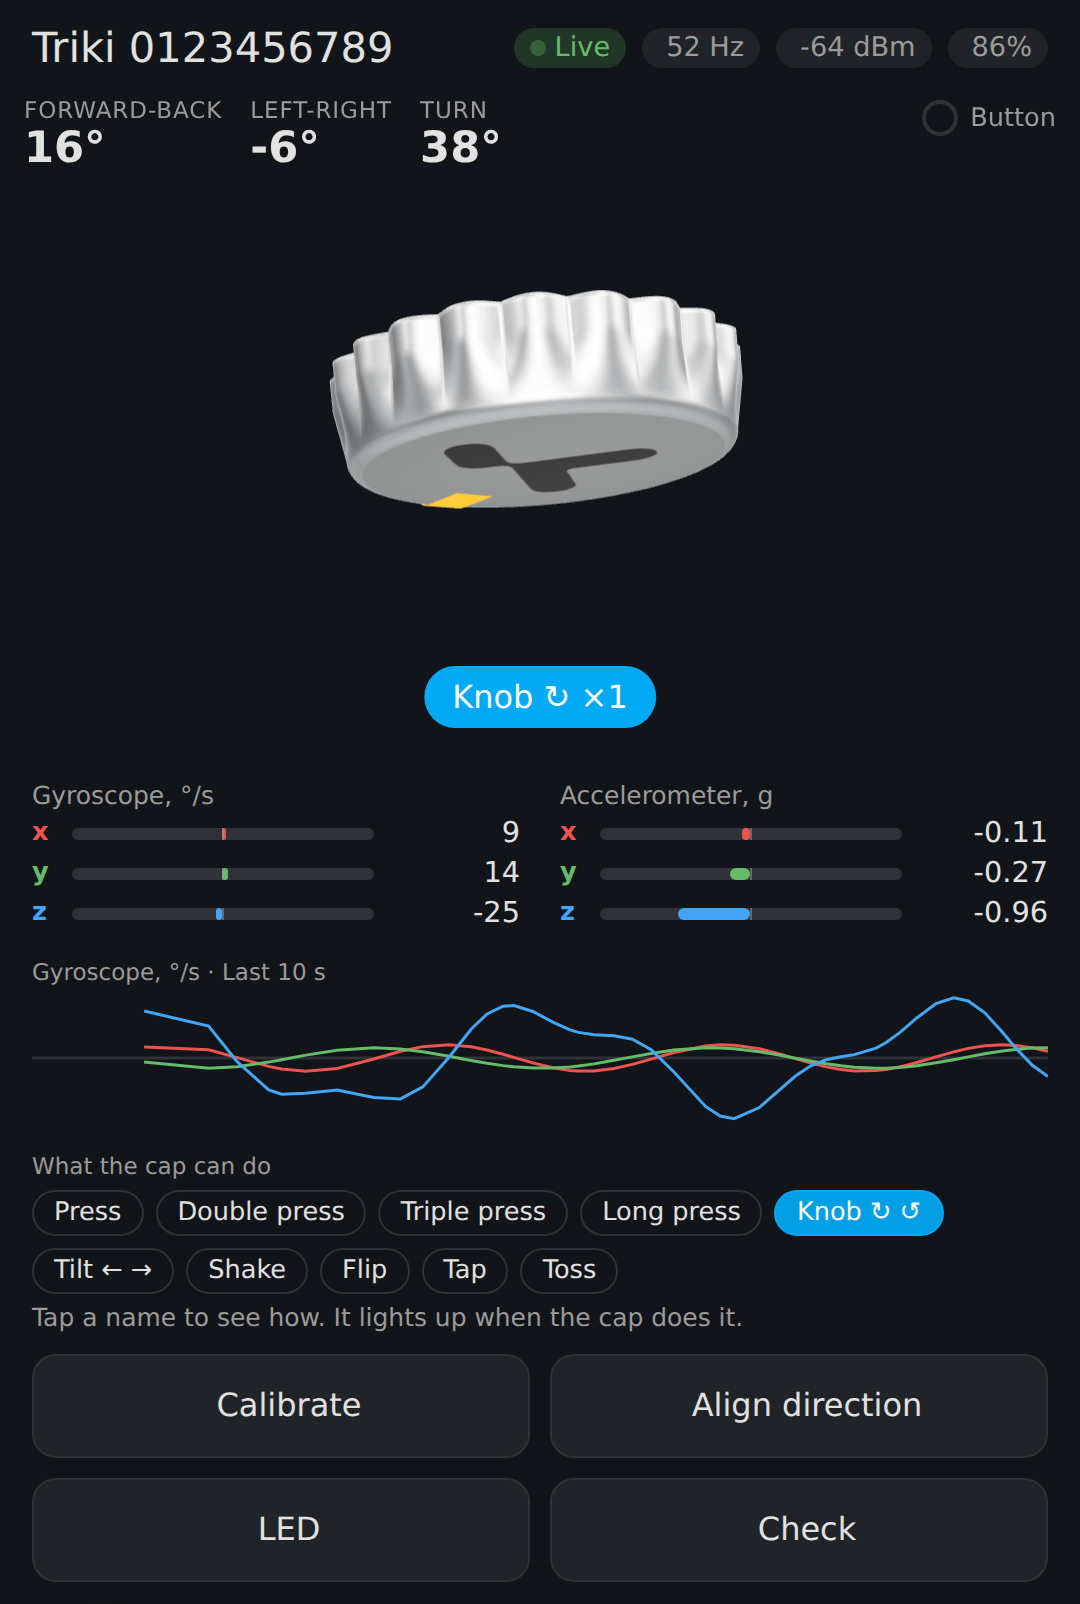 Triki 0123456789
Live
52 Hz
-64 dBm
86%
FORWARD-BACK LEFT-RIGHT TURN
16° -6° 38°
Button
Knob ↻ ×1
Gyroscope, °/s
x 9
y 14
z -25
Accelerometer, g
x -0.11
y -0.27
z -0.96
Gyroscope, °/s · Last 10 s
What the cap can do
Press Double press Triple press Long press Knob ↻ ↺
Tilt ← → Shake Flip Tap Toss
Tap a name to see how. It lights up when the cap does it.
Calibrate
Align direction
LED
Check